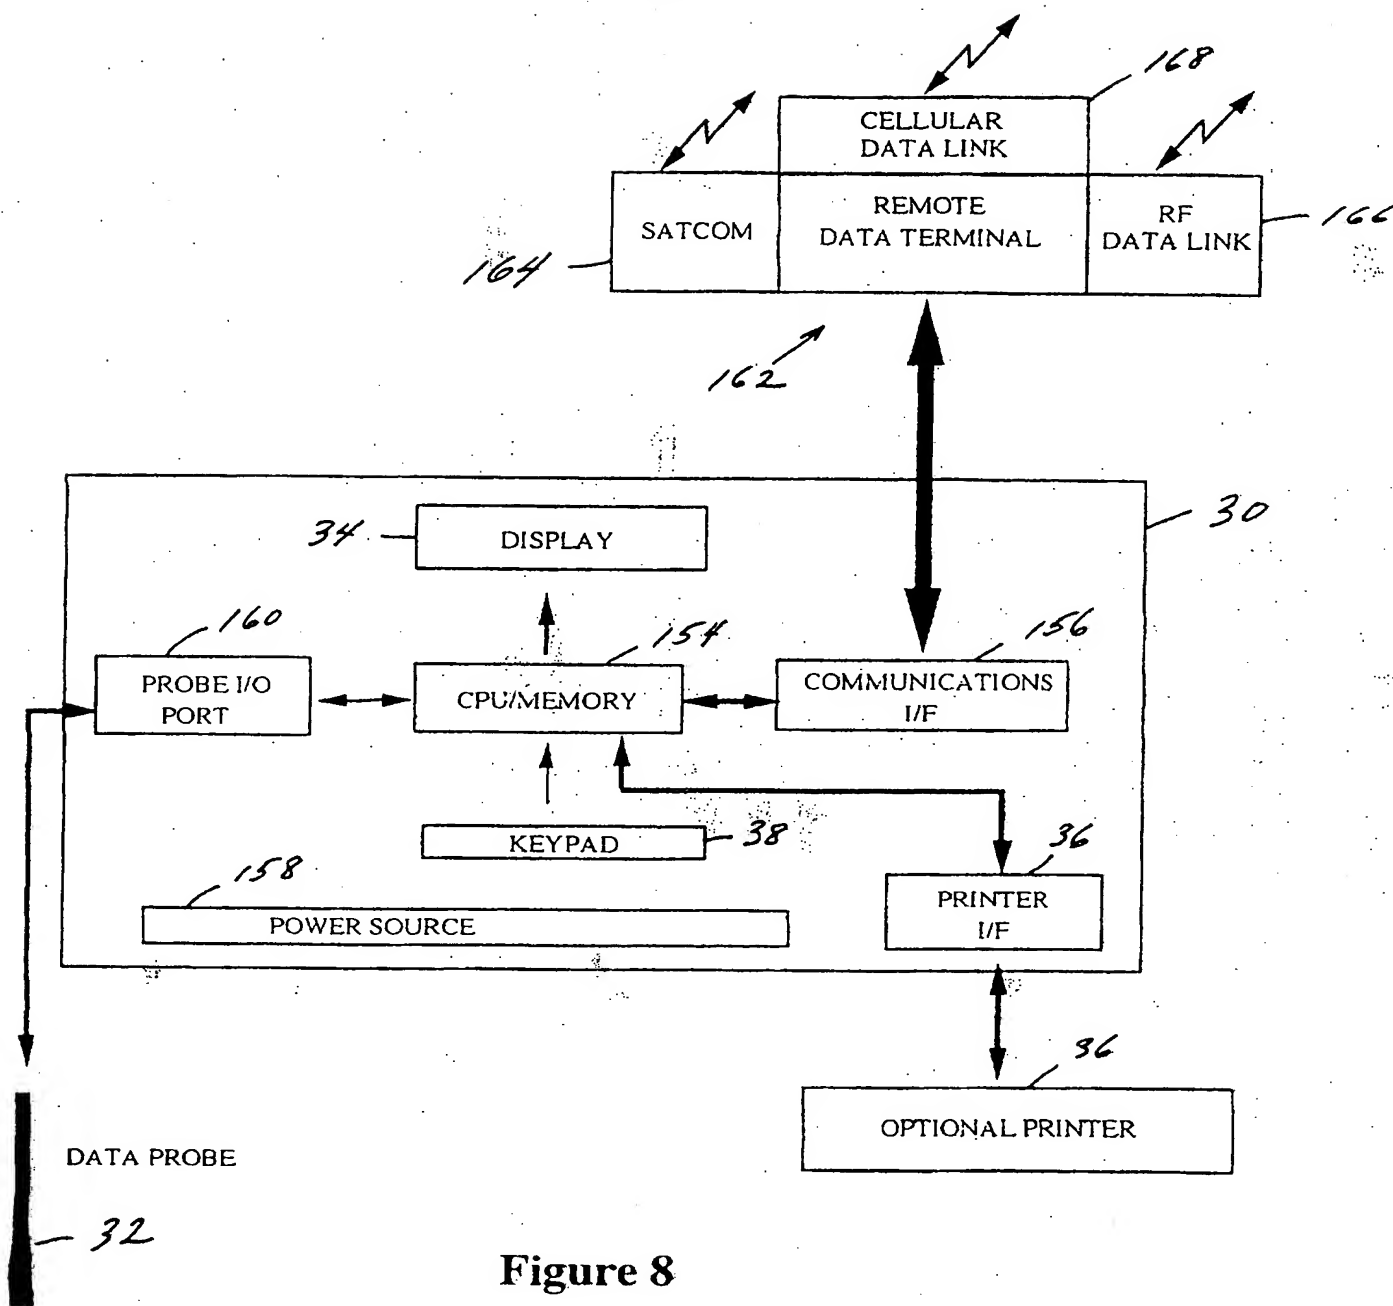 168
CELLULAR
DATA LINK
SATCOM
REMOTE
DATA TERMINAL
RF
DATA LINK
166
164
162
30
34
DISPLAY
160
154
156
PROBE I/O
PORT
CPU/MEMORY
COMMUNICATIONS
I/F
KEYPAD
38
36
158
POWER SOURCE
PRINTER
I/F
36
OPTIONAL PRINTER
DATA PROBE
32
Figure 8